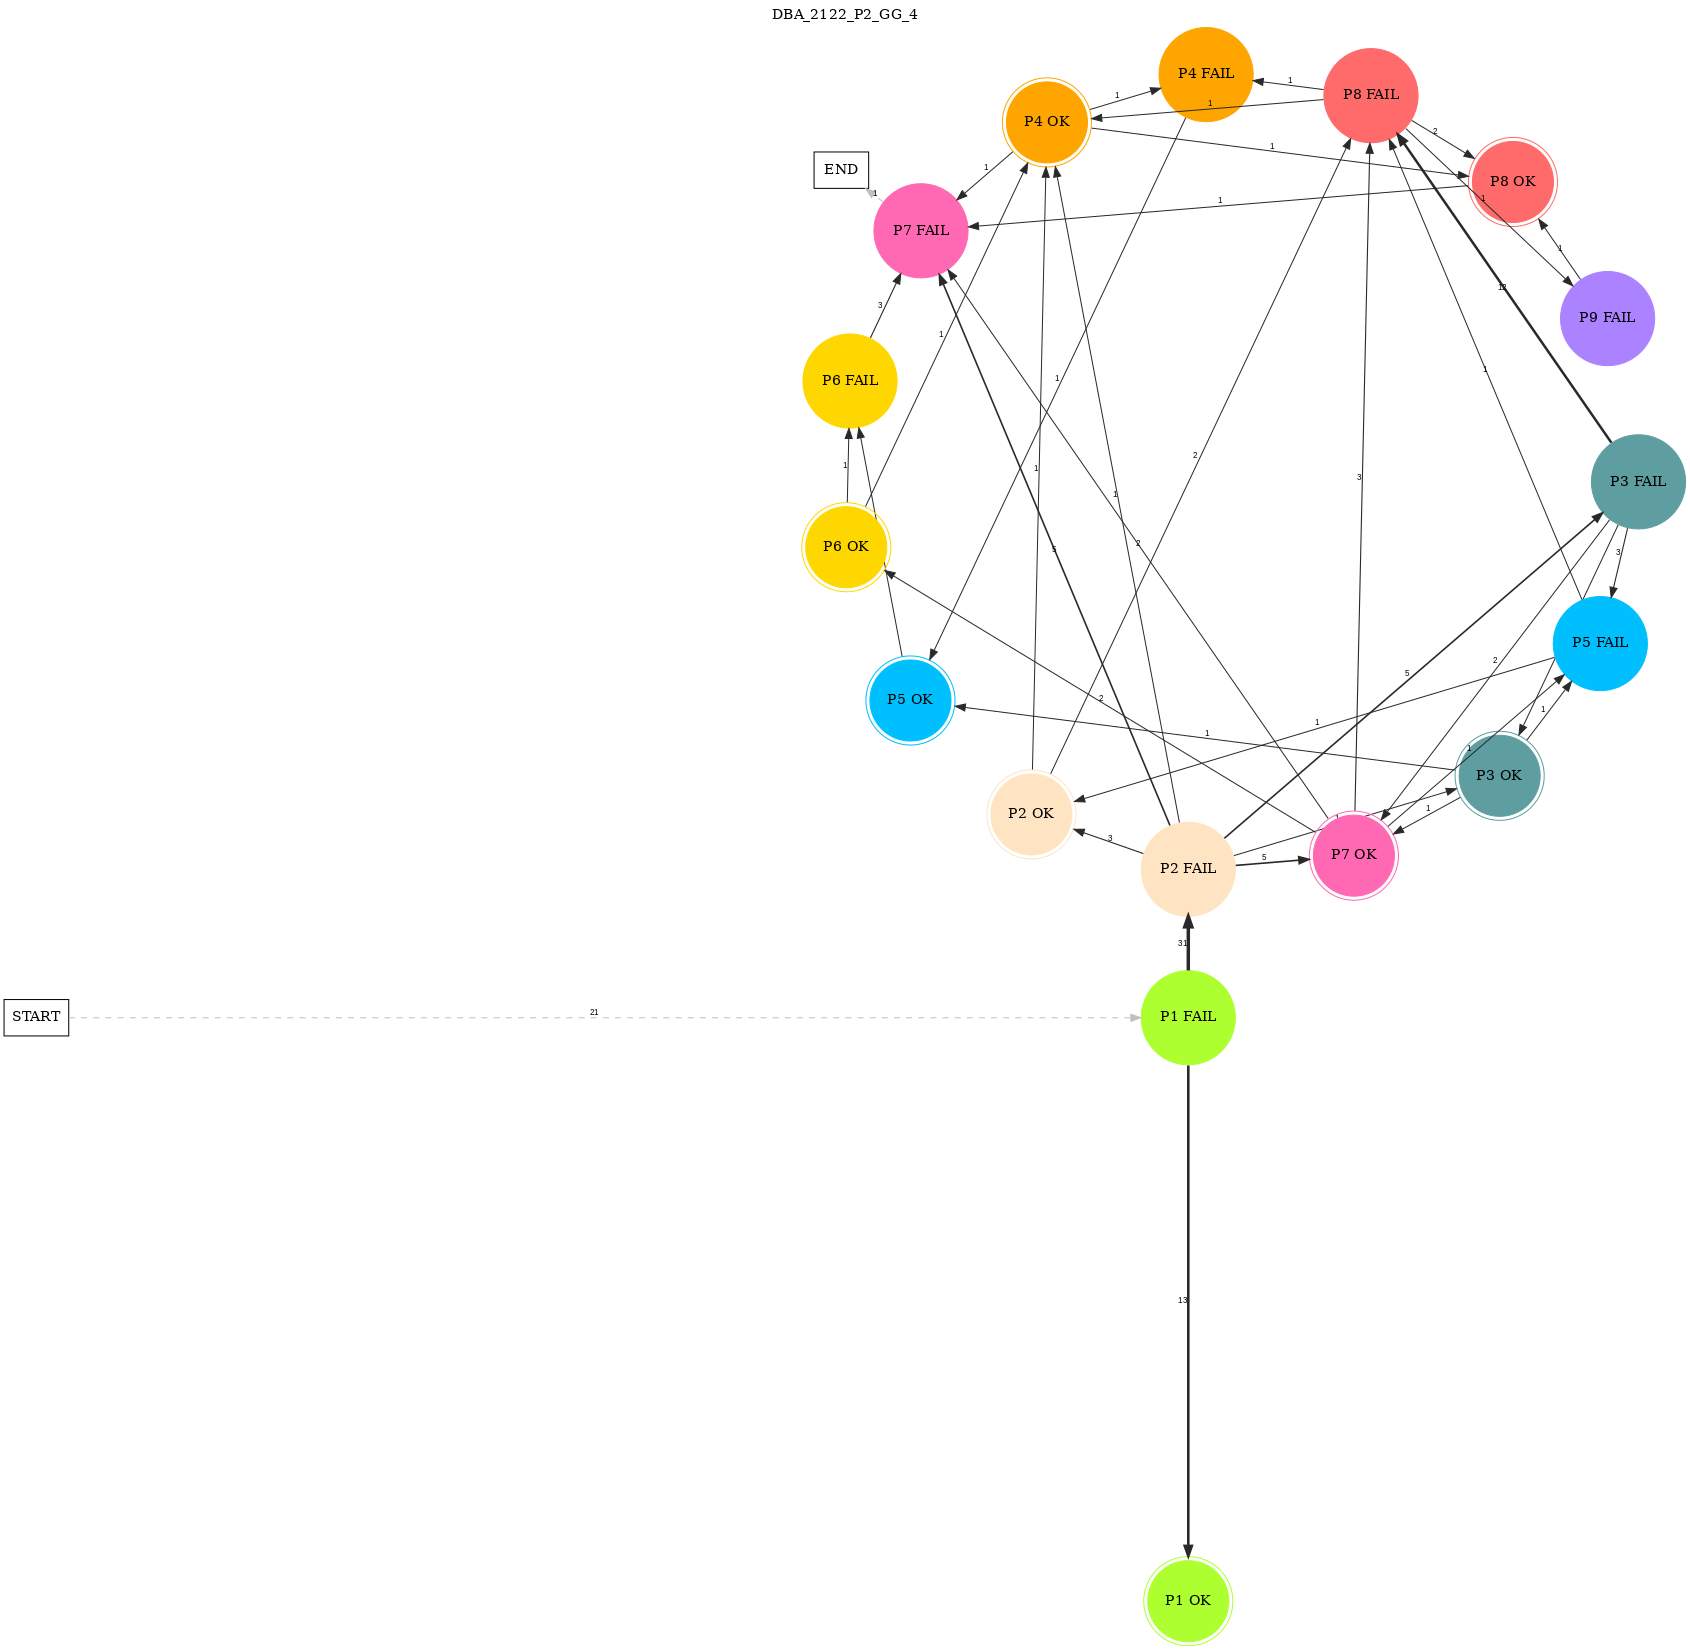 DBA_2122_P2_GG_4
P4 FAIL
1
P8 FAIL
1
1
P4 OK
2
1
END
1
P8 OK
1
1
1
P7 FAIL
1
3
1
P9 FAIL
1
P6 FAIL
1
1
1
1
3
P3 FAIL
1
2
P6 OK
5
2
3
P5 FAIL
2
5
P5 OK
2
1
1
1
1
P3 OK
1
P2 OK
3
P7 OK
5
P2 FAIL
31
START
21
P1 FAIL
13
P1 OK